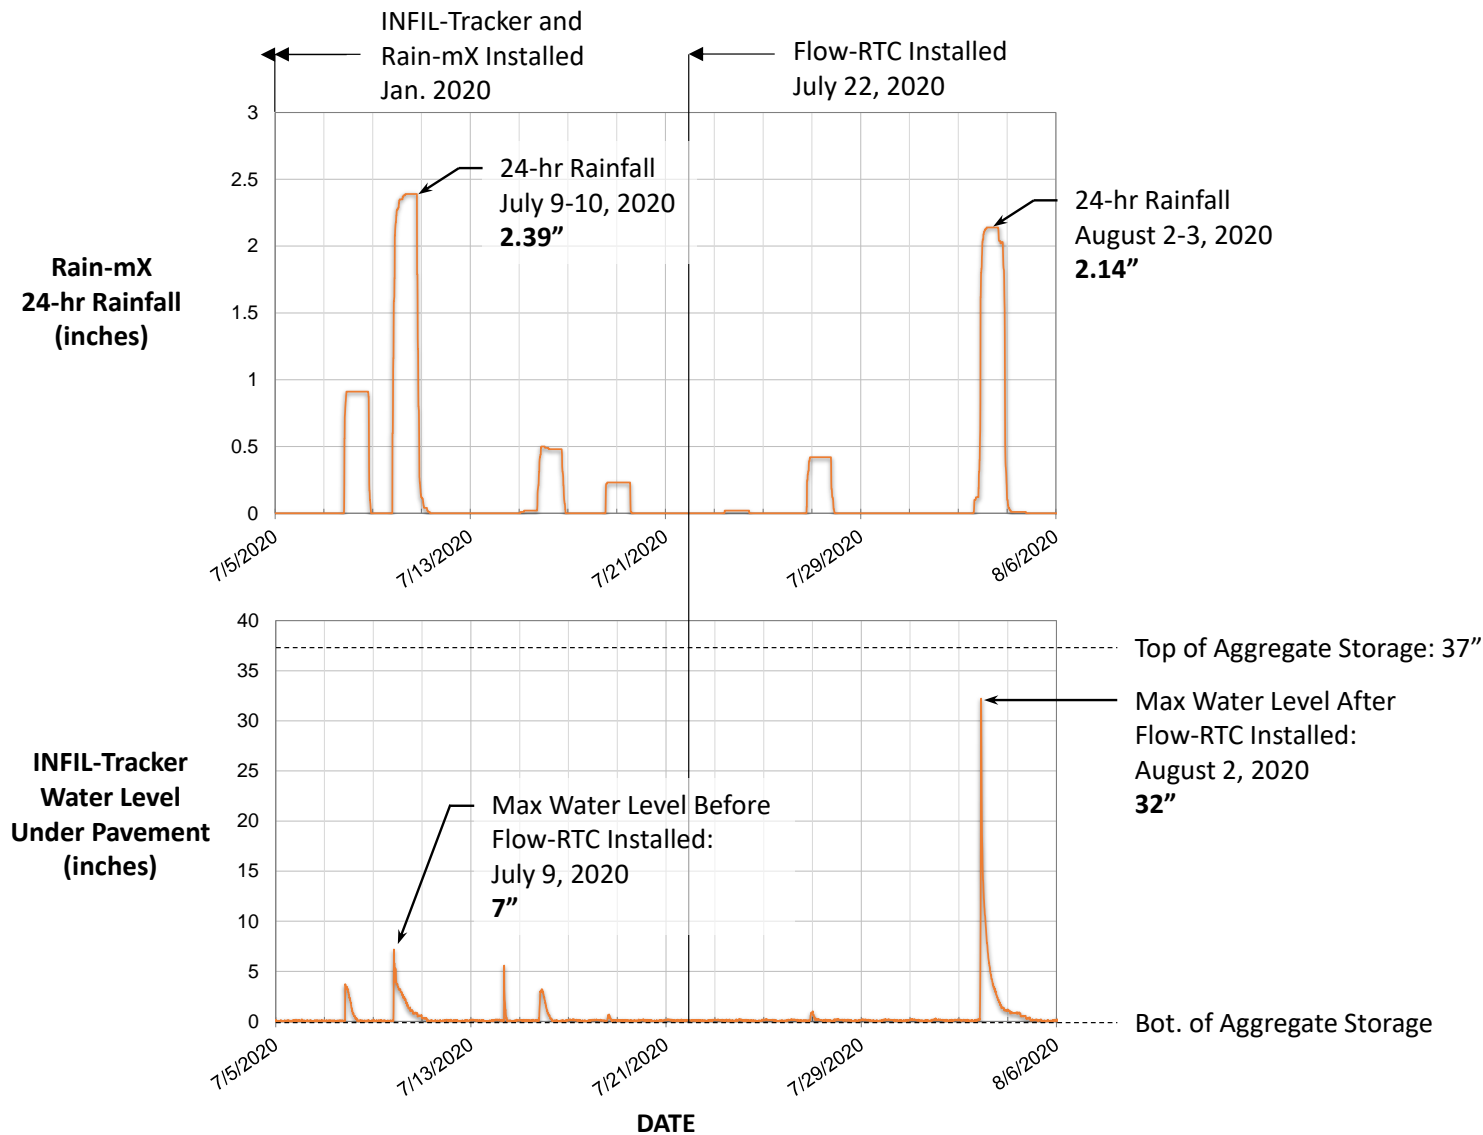 INFIL-Tracker and
Rain-mX Installed
Jan. 2020
Flow-RTC Installed
July 22, 2020
3
2.5
2
1.5
1
0.5
0
Rain-mX
24-hr Rainfall
(inches)
24-hr Rainfall
July 9-10, 2020
2.39”
24-hr Rainfall
August 2-3, 2020
2.14”
7/5/2020
7/13/2020
7/21/2020
7/29/2020
8/6/2020
40
35
30
25
20
15
10
5
0
INFIL-Tracker
Water Level
Under Pavement
(inches)
Top of Aggregate Storage: 37”
Max Water Level After
Flow-RTC Installed:
August 2, 2020
32”
Max Water Level Before
Flow-RTC Installed:
July 9, 2020
7”
Bot. of Aggregate Storage
7/5/2020
7/13/2020
7/21/2020
7/29/2020
8/6/2020
DATE